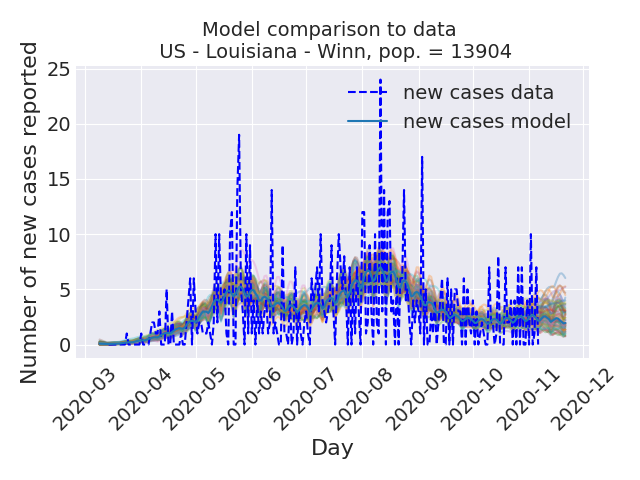 Model comparison to data
US - Louisiana - Winn, pop. = 13904
Number of new cases reported
25
20
15
10
5
0
new cases data
new cases model
2020-03
2020-04
2020-05
2020-06
2020-07
2020-08
2020-09
2020-10
2020-11
2020-12
Day